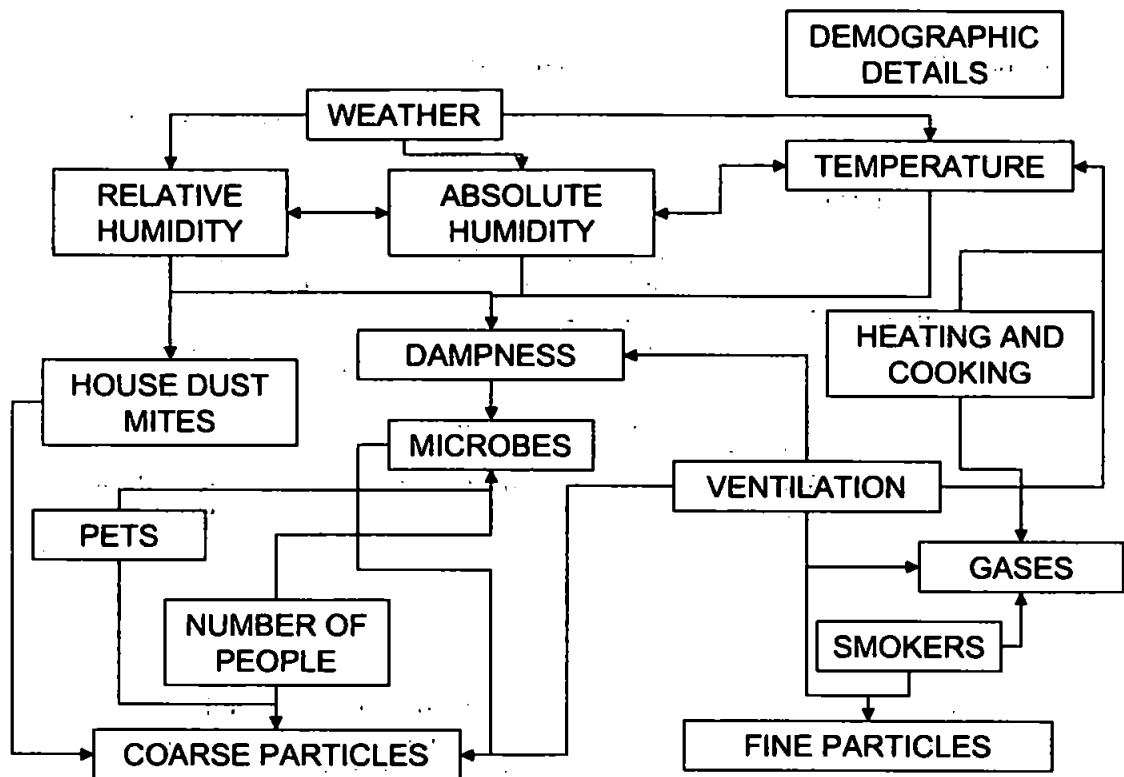 DEMOGRAPHIC
DETAILS
WEATHER
TEMPERATURE
RELATIVE
HUMIDITY
ABSOLUTE
HUMIDITY
DAMPNESS
HEATING AND
COOKING
HOUSE DUST
MITES
MICROBES
VENTILATION
PETS
GASES
NUMBER OF
PEOPLE
SMOKERS
COARSE PARTICLES
FINE PARTICLES